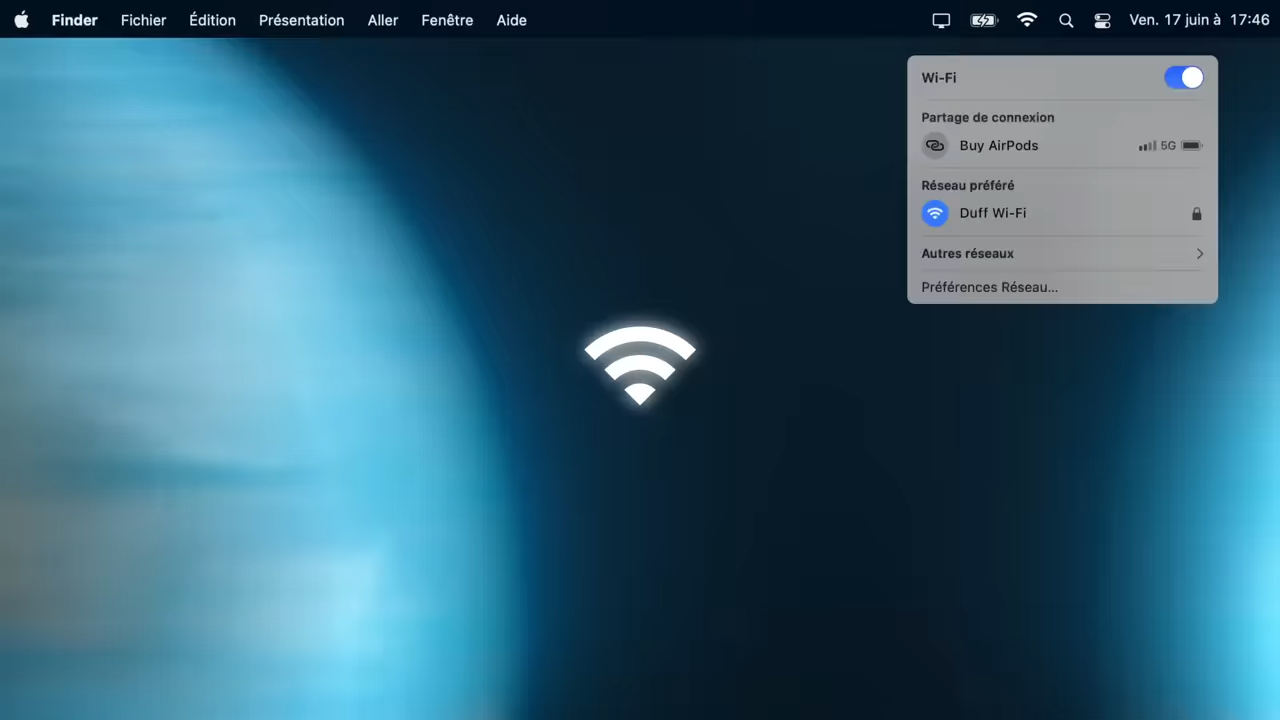 Finder Fichier Édition Présentation Aller Fenêtre Aide Ven. 17 juin à 17:46
Wi-Fi
Partage de connexion
Buy AirPods 5G
Réseau préféré
Duff Wi-Fi
Autres réseaux
Préférences Réseau...